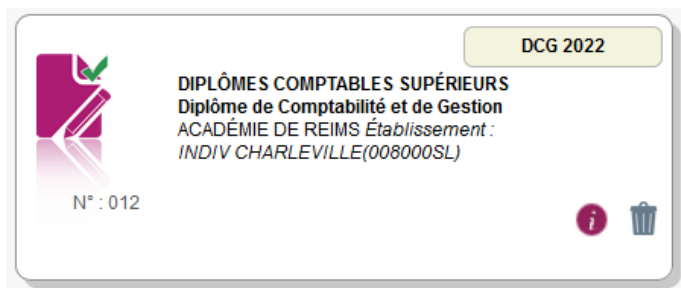 DCG 2022
DIPLÔMES COMPTABLES SUPÉRIEURS
Diplôme de Comptabilité et de Gestion
ACADÉMIE DE REIMS Établissement :
INDIV CHARLEVILLE(008000SL)
N° : 012
i